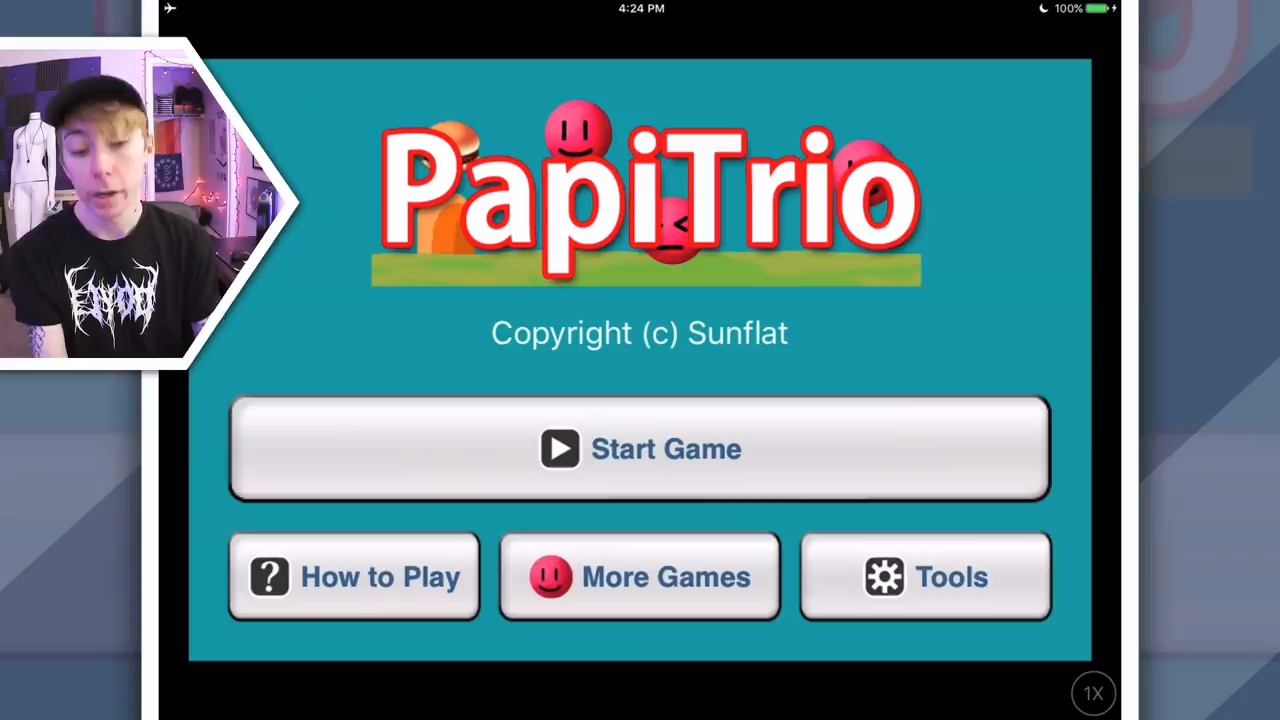 4:24 PM
100%
PapiTrio
Copyright (c) Sunflat
Start Game
? How to Play
More Games
Tools
1X